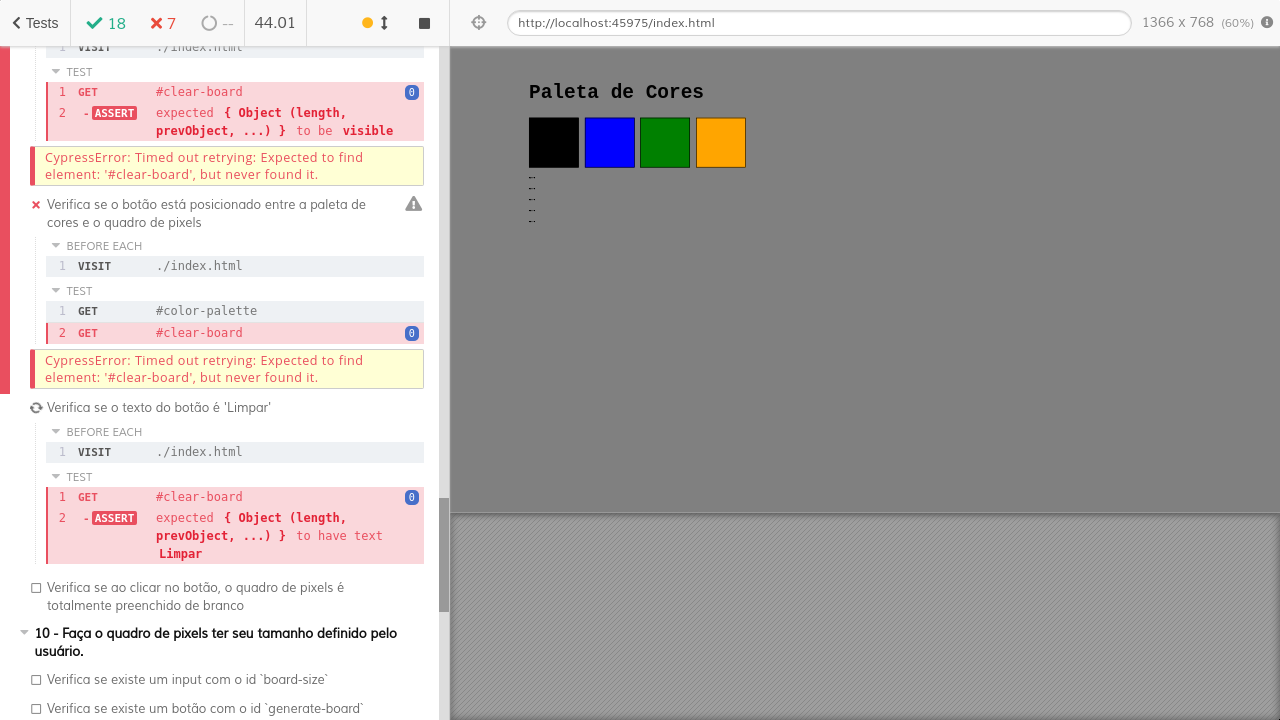 Tests 18 7 -- 44.01 http://localhost:45975/index.html 1366 x 768 (60%)
1 VISIT ./index.html
TEST
1 GET #clear-board 0
2 -ASSERT expected { Object (length,
prevObject, ...) } to be visible
CypressError: Timed out retrying: Expected to find
element: '#clear-board', but never found it.
Verifica se o botão está posicionado entre a paleta de
cores e o quadro de pixels
BEFORE EACH
1 VISIT ./index.html
TEST
1 GET #color-palette
2 GET #clear-board 0
CypressError: Timed out retrying: Expected to find
element: '#clear-board', but never found it.
Verifica se o texto do botão é 'Limpar'
BEFORE EACH
1 VISIT ./index.html
TEST
1 GET #clear-board 0
2 -ASSERT expected { Object (length,
prevObject, ...) } to have text
Limpar
Verifica se ao clicar no botão, o quadro de pixels é
totalmente preenchido de branco
10 - Faça o quadro de pixels ter seu tamanho definido pelo
usuário.
Verifica se existe um input com o id `board-size`
Verifica se existe um botão com o id `generate-board`
Paleta de Cores